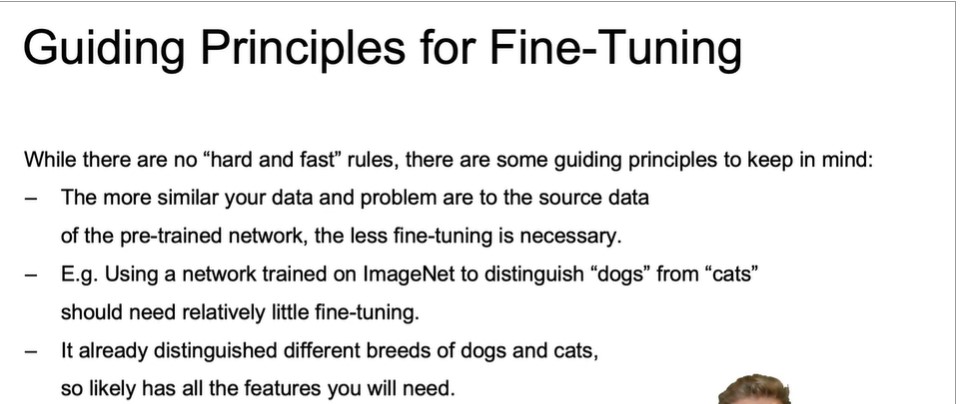 Guiding Principles for Fine-Tuning
While there are no “hard and fast” rules, there are some guiding principles to keep in mind:
– The more similar your data and problem are to the source data
of the pre-trained network, the less fine-tuning is necessary.
– E.g. Using a network trained on ImageNet to distinguish “dogs” from “cats”
should need relatively little fine-tuning.
– It already distinguished different breeds of dogs and cats,
so likely has all the features you will need.